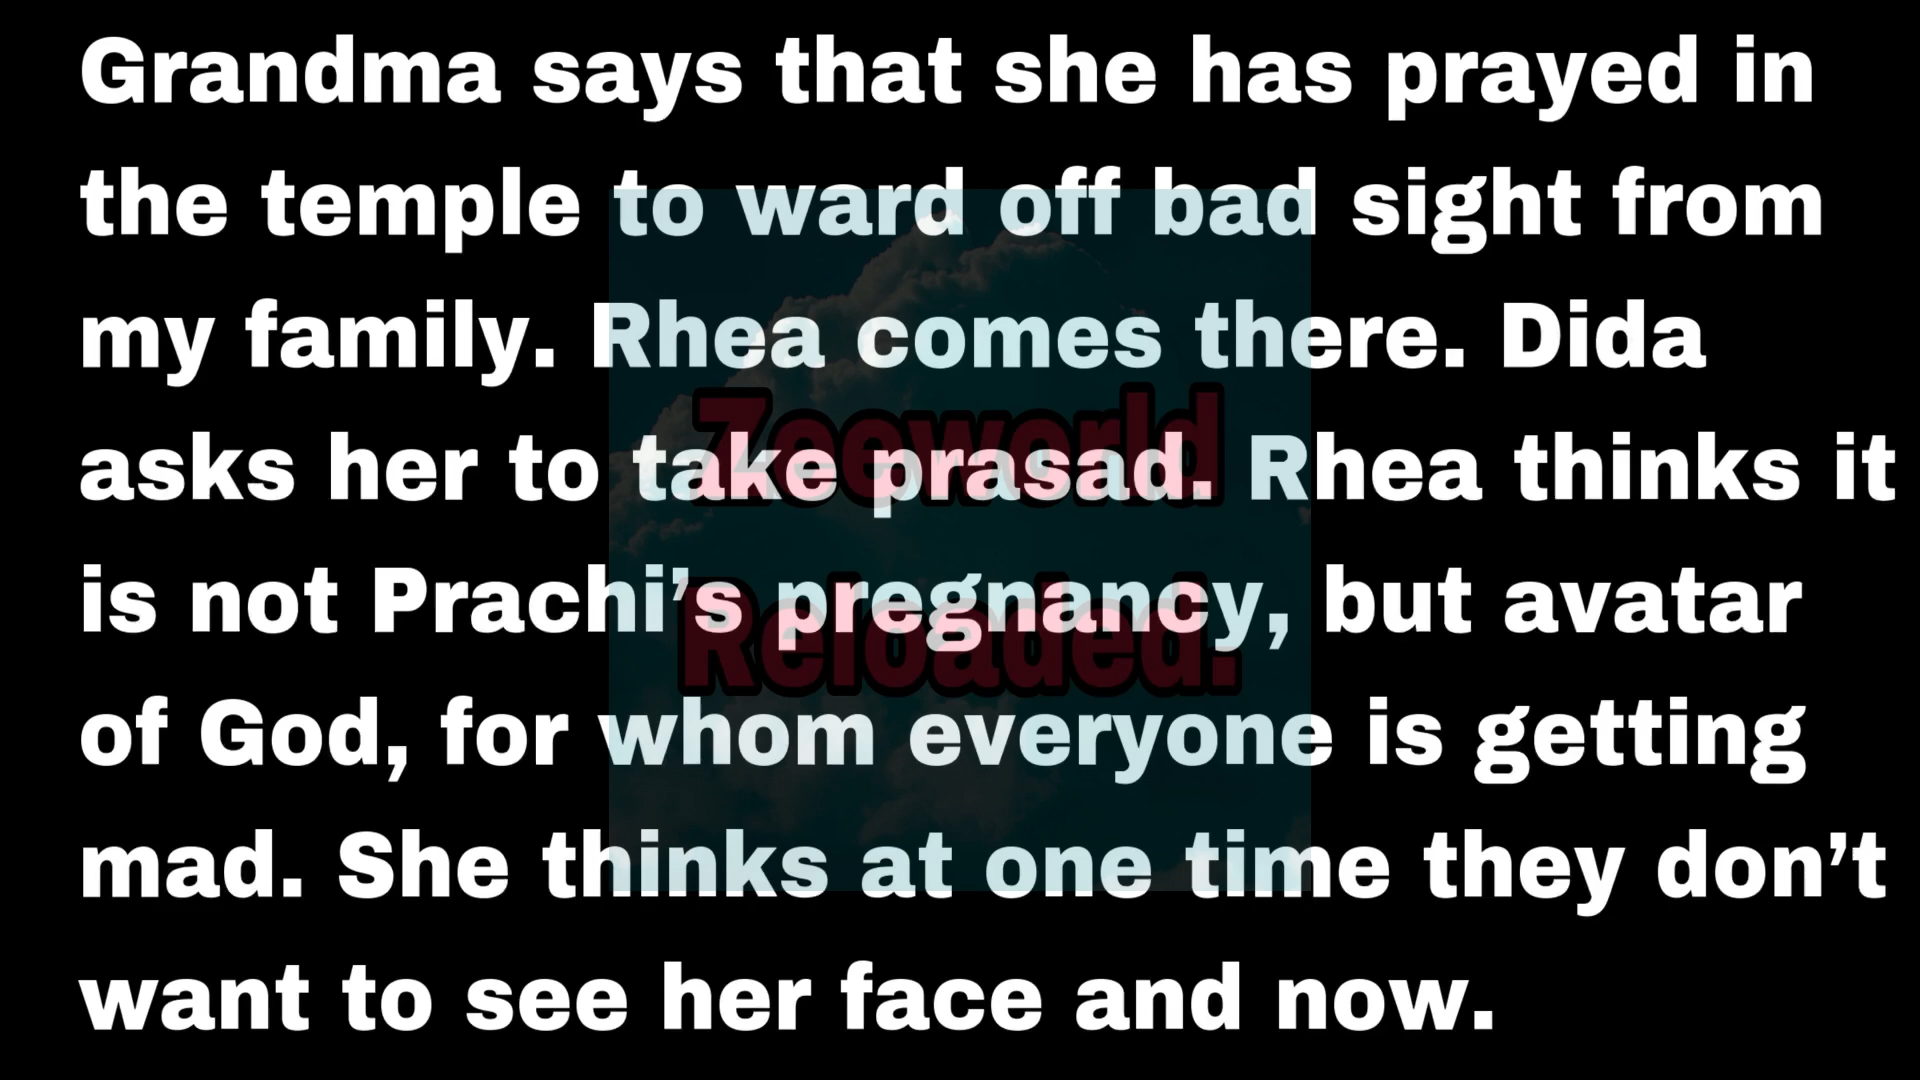 Grandma says that she has prayed in
the temple to ward off bad sight from
my family. Rhea comes there. Dida
asks her to take prasad. Rhea thinks it
is not Prachi’s pregnancy, but avatar
of God, for whom everyone is getting
mad. She thinks at one time they don’t
want to see her face and now.
Zeeworld
Reloaded.